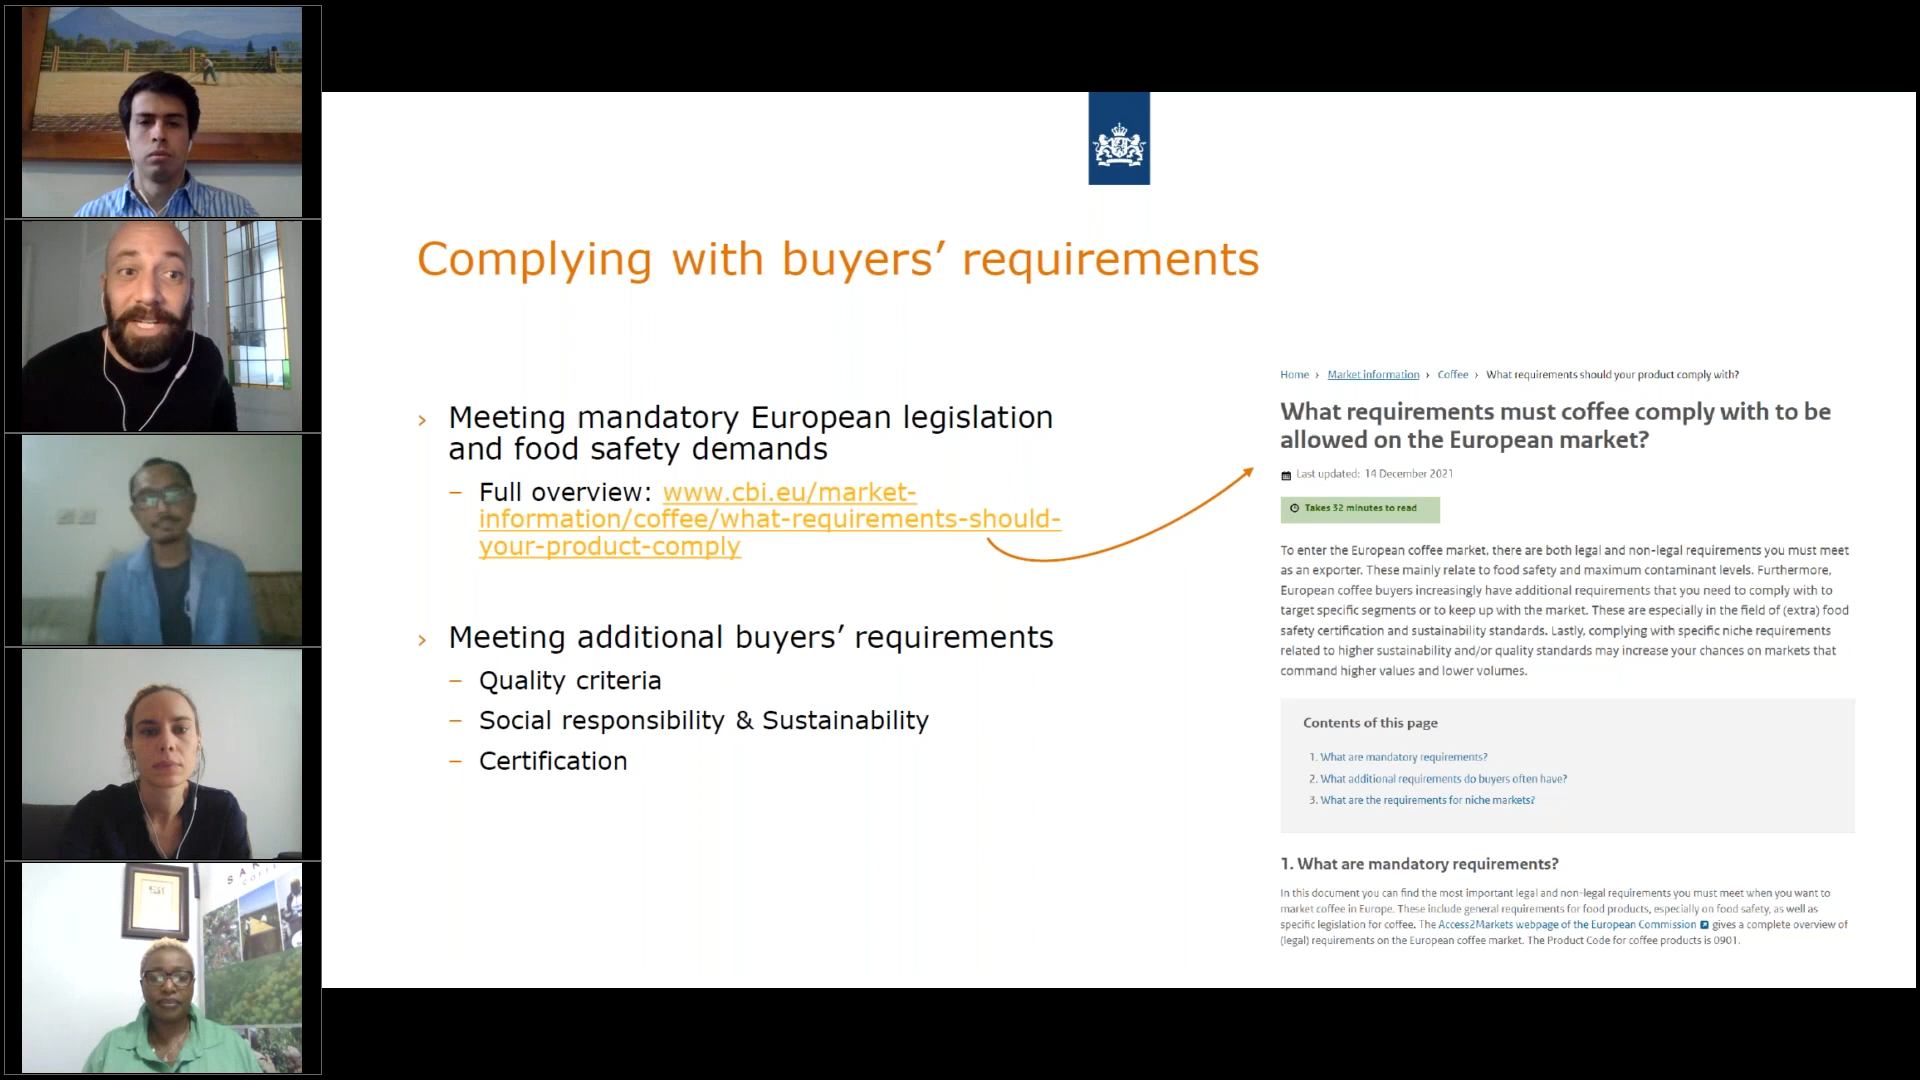 Complying with buyers’ requirements
› Meeting mandatory European legislation
and food safety demands
– Full overview: www.cbi.eu/market-
information/coffee/what-requirements-should-
your-product-comply
› Meeting additional buyers’ requirements
– Quality criteria
– Social responsibility & Sustainability
– Certification
Home › Market information › Coffee › What requirements should your product comply with?
What requirements must coffee comply with to be
allowed on the European market?
Last updated: 14 December 2021
Takes 32 minutes to read
To enter the European coffee market, there are both legal and non-legal requirements you must meet
as an exporter. These mainly relate to food safety and maximum contaminant levels. Furthermore,
European coffee buyers increasingly have additional requirements that you need to comply with to
target specific segments or to keep up with the market. These are especially in the field of (extra) food
safety certification and sustainability standards. Lastly, complying with specific niche requirements
related to higher sustainability and/or quality standards may increase your chances on markets that
command higher values and lower volumes.
Contents of this page
1. What are mandatory requirements?
2. What additional requirements do buyers often have?
3. What are the requirements for niche markets?
1. What are mandatory requirements?
In this document you can find the most important legal and non-legal requirements you must meet when you want to
market coffee in Europe. These include general requirements for food products, especially on food safety, as well as
specific legislation for coffee. The Access2Markets webpage of the European Commission gives a complete overview of
(legal) requirements on the European coffee market. The Product Code for coffee products is 0901.